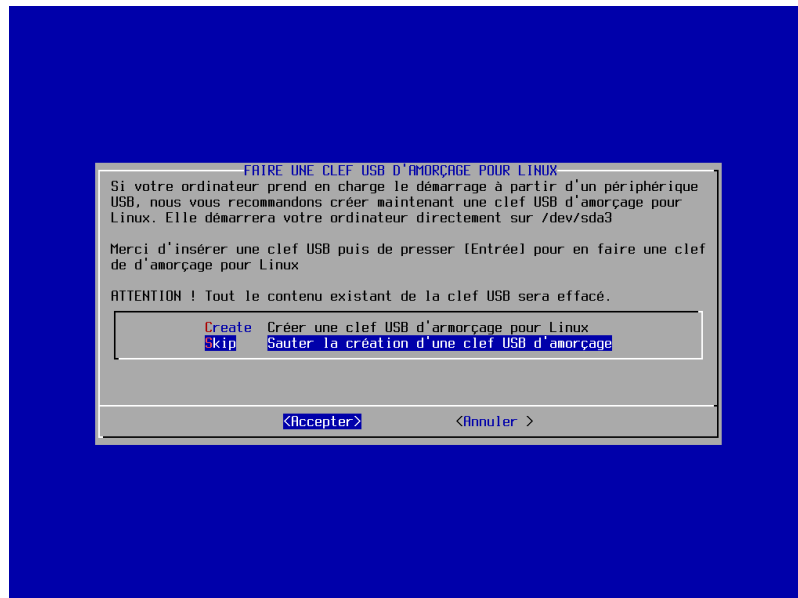 FAIRE UNE CLEF USB D'AMORÇAGE POUR LINUX
Si votre ordinateur prend en charge le démarrage à partir d'un périphérique
USB, nous vous recommandons créer maintenant une clef USB d'amorçage pour
Linux. Elle démarrera votre ordinateur directement sur /dev/sda3
Merci d'insérer une clef USB puis de presser [Entrée] pour en faire une clef
de d'amorçage pour Linux
ATTENTION ! Tout le contenu existant de la clef USB sera effacé.
Create Créer une clef USB d'armorçage pour Linux
Skip Sauter la création d'une clef USB d'amorçage
<Accepter> <Annuler >